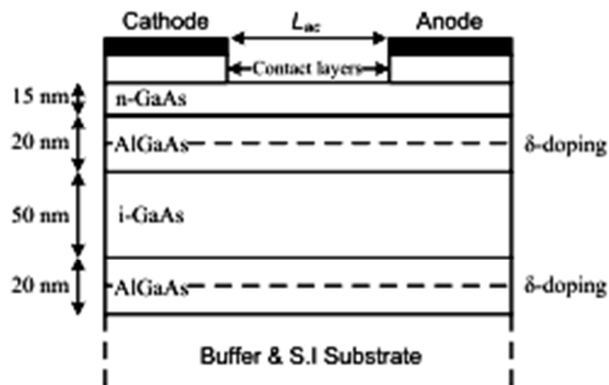 Cathode Lac Anode
Contact layers
15 nm n-GaAs
20 nm AlGaAs δ-doping
50 nm i-GaAs
20 nm AlGaAs δ-doping
Buffer & S.I Substrate